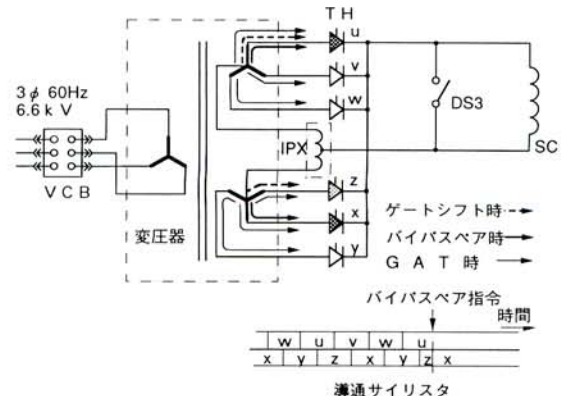 TH
u
v
w
3φ 60Hz
6.6kV
VCB
変圧器
IPX
DS3
SC
z
x
y
ゲートシフト時
バイパスペア時
GAT時
バイパスペア指令
時間
w u v w u
x y z x y z x
導通サイリスタ